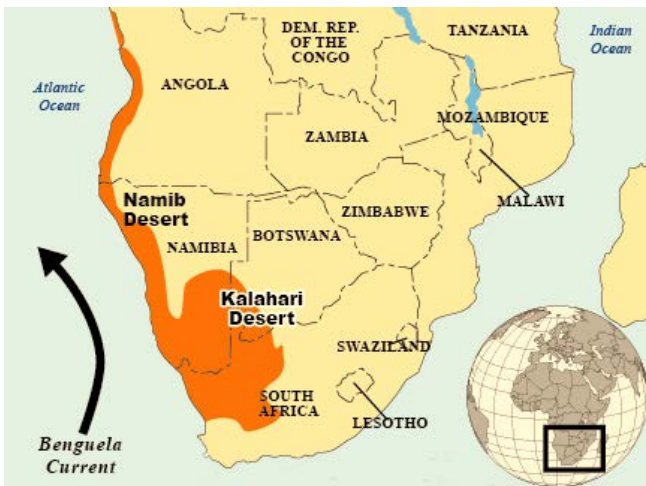 DEM. REP.
OF THE
CONGO
TANZANIA
Indian
Ocean
Atlantic
Ocean
ANGOLA
ZAMBIA
MOZAMBIQUE
MALAWI
Namib
Desert
NAMIBIA
BOTSWANA
ZIMBABWE
Kalahari
Desert
SWAZILAND
SOUTH
AFRICA
LESOTHO
Benguela
Current